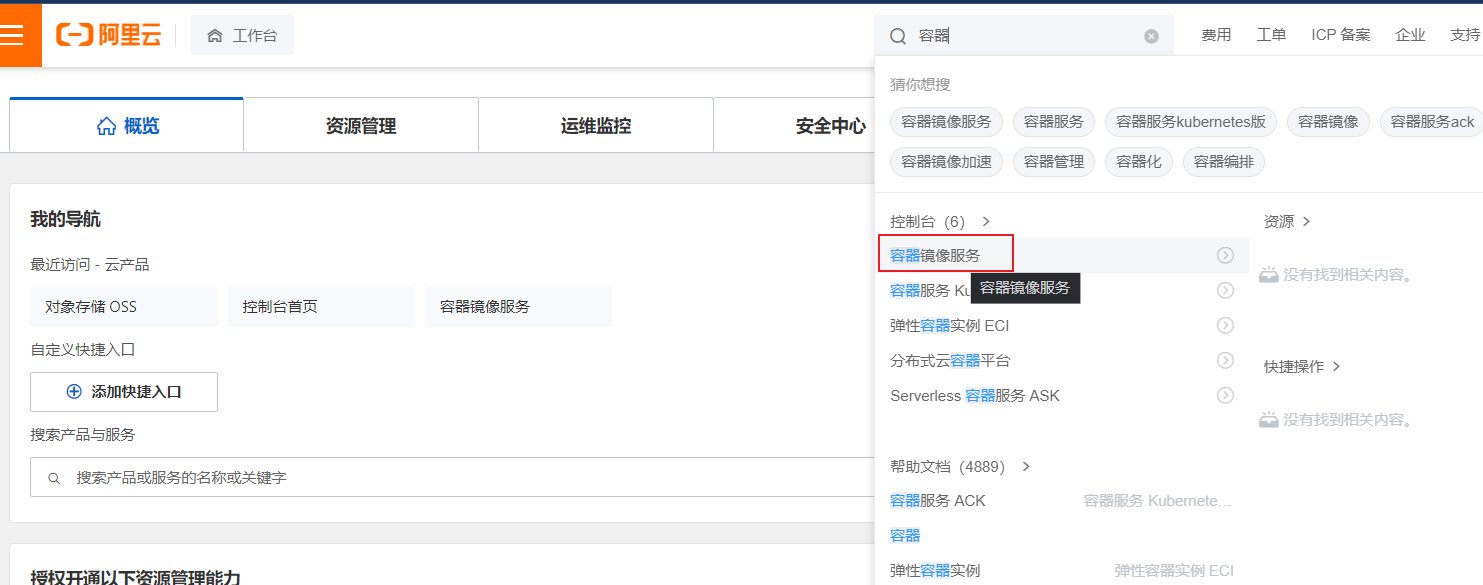 阿里云 工作台 容器 费用 工单 ICP 备案 企业 支持
概览 资源管理 运维监控 安全中心
我的导航
最近访问 - 云产品
对象存储 OSS 控制台首页 容器镜像服务
自定义快捷入口
添加快捷入口
搜索产品与服务
搜索产品或服务的名称或关键字
授权开通以下资源管理能力
猜你想搜
容器镜像服务 容器服务 容器服务kubernetes版 容器镜像 容器服务ack
容器镜像加速 容器管理 容器化 容器编排
控制台 (6)
容器镜像服务
容器服务 Ku
容器镜像服务
弹性容器实例 ECI
分布式云容器平台
Serverless 容器服务 ASK
资源
没有找到相关内容。
快捷操作
没有找到相关内容。
帮助文档 (4889)
容器服务 ACK 容器服务 Kubernete...
容器
弹性容器实例 弹性容器实例 ECI